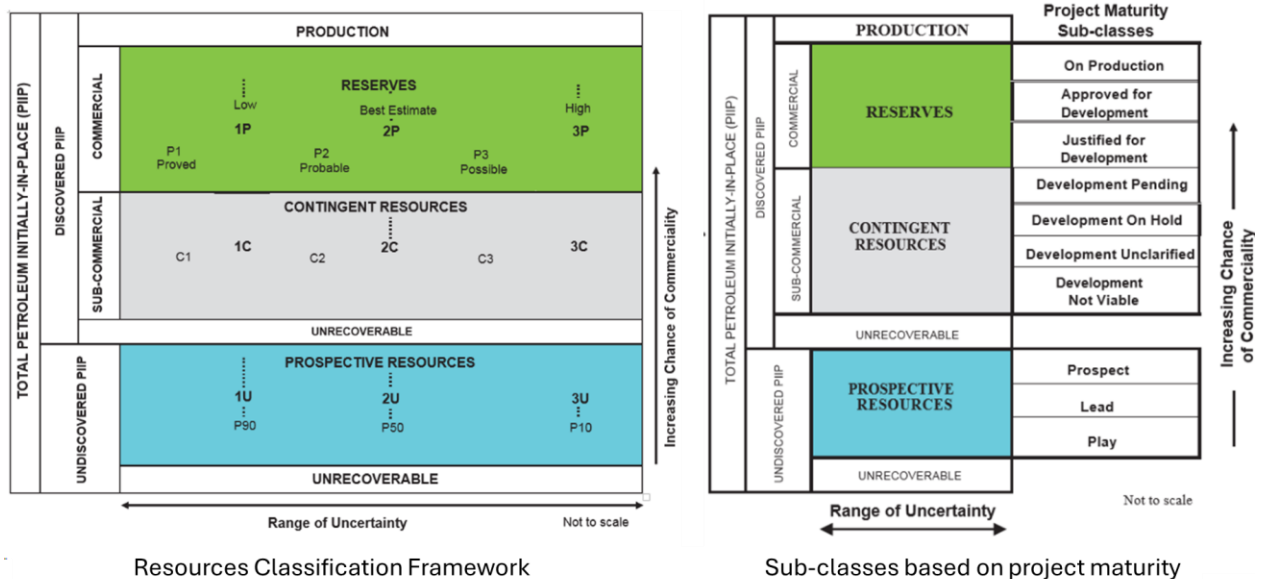 PRODUCTION
TOTAL PETROLEUM INITIALLY-IN-PLACE (PIIP)
DISCOVERED PIIP
COMMERCIAL
RESERVES
Low
Best Estimate
High
1P
2P
3P
P1
Proved
P2
Probable
P3
Possible
SUB-COMMERCIAL
CONTINGENT RESOURCES
1C
2C
3C
C1
C2
C3
UNRECOVERABLE
UNDISCOVERED PIIP
PROSPECTIVE RESOURCES
1U
2U
3U
P90
P50
P10
UNRECOVERABLE
Increasing Chance of Commerciality
Range of Uncertainty
Not to scale
Resources Classification Framework
Project Maturity
Sub-classes
PRODUCTION
TOTAL PETROLEUM INITIALLY-IN-PLACE (PIIP)
DISCOVERED PIIP
COMMERCIAL
RESERVES
On Production
Approved for
Development
Justified for
Development
SUB-COMMERCIAL
CONTINGENT
RESOURCES
Development Pending
Development On Hold
Development Unclarified
Development
Not Viable
UNRECOVERABLE
UNDISCOVERED PIIP
PROSPECTIVE
RESOURCES
Prospect
Lead
Play
UNRECOVERABLE
Increasing Chance
of Commerciality
Not to scale
Range of Uncertainty
Sub-classes based on project maturity